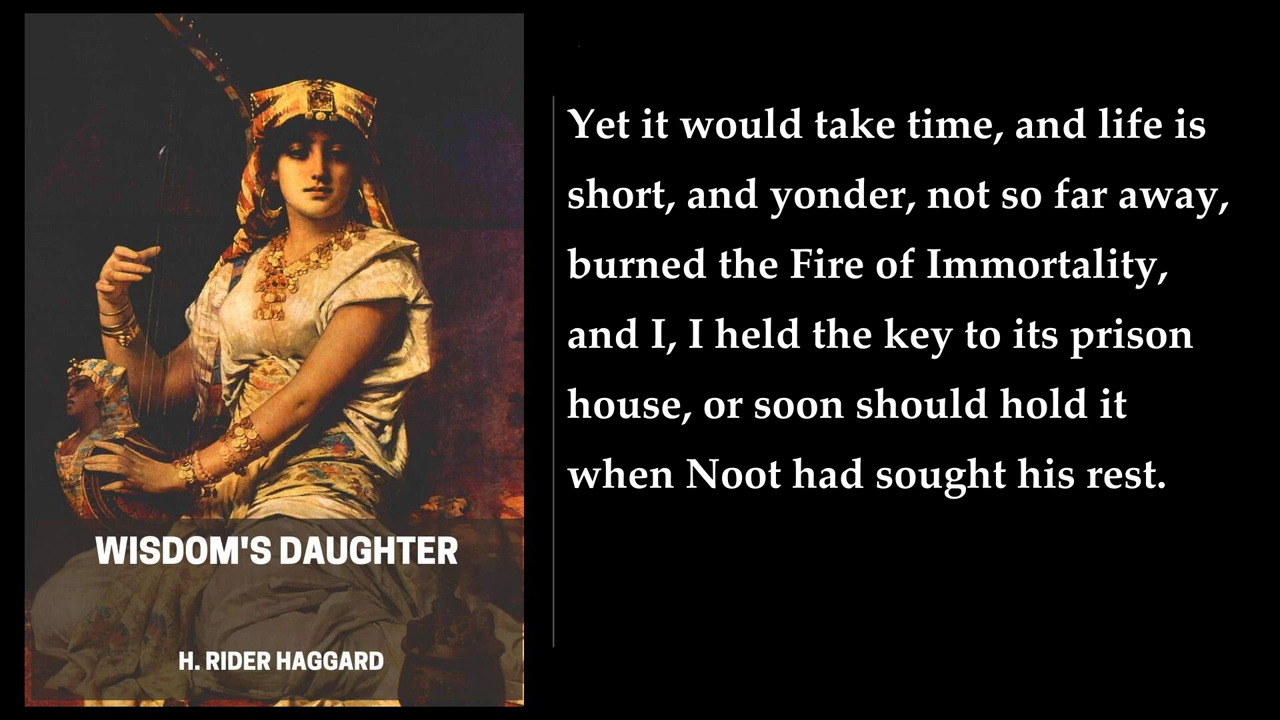 WISDOM'S DAUGHTER
H. RIDER HAGGARD
Yet it would take time, and life is
short, and yonder, not so far away,
burned the Fire of Immortality,
and I, I held the key to its prison
house, or soon should hold it
when Noot had sought his rest.